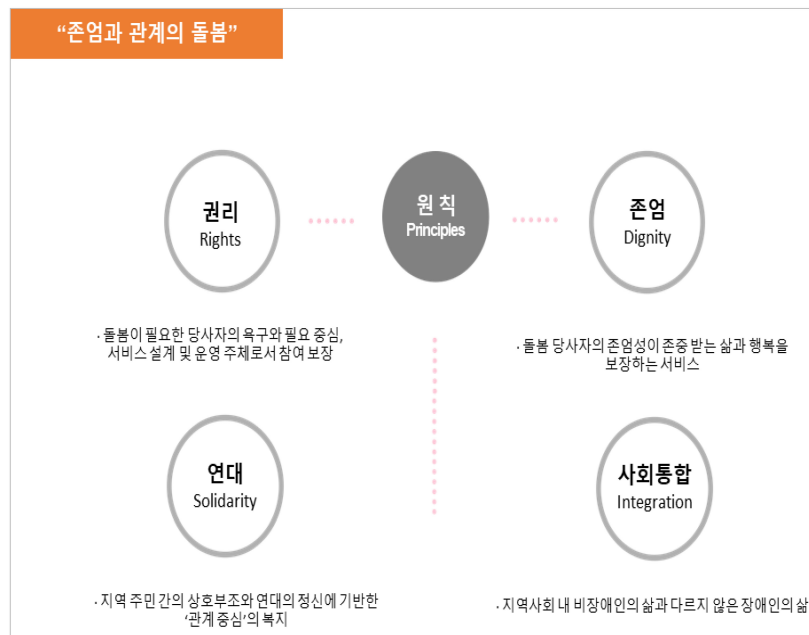 “존엄과 관계의 돌봄”
권리
Rights
원 칙
Principles
존엄
Dignity
· 돌봄이 필요한 당사자의 욕구와 필요 중심,
서비스 설계 및 운영 주체로서 참여 보장
· 돌봄 당사자의 존엄성이 존중 받는 삶과 행복을
보장하는 서비스
연대
Solidarity
사회통합
Integration
· 지역 주민 간의 상호부조와 연대의 정신에 기반한
‘관계 중심’의 복지
· 지역사회 내 비장애인의 삶과 다르지 않은 장애인의 삶